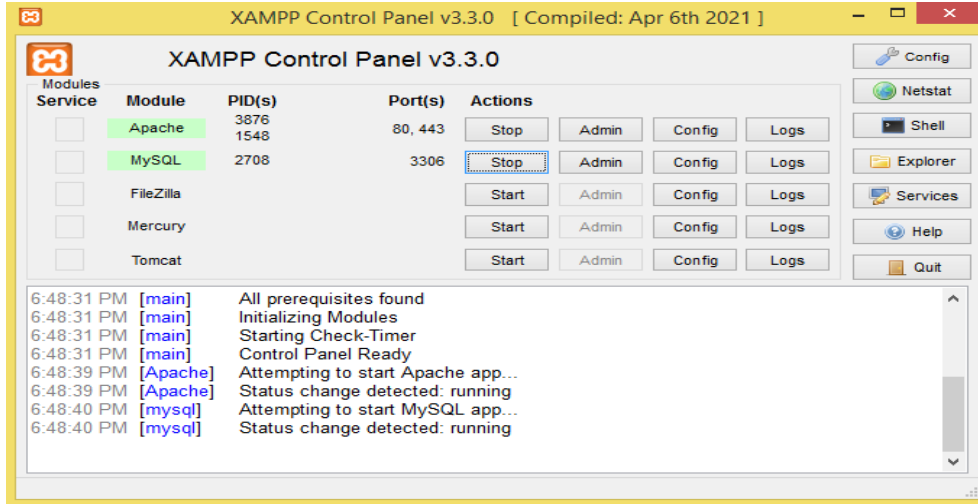 XAMPP Control Panel v3.3.0 [ Compiled: Apr 6th 2021 ]
XAMPP Control Panel v3.3.0
Config
Modules
Netstat
Service Module PID(s) Port(s) Actions
Apache 3876 1548 80, 443 Stop Admin Config Logs
Shell
MySQL 2708 3306 Stop Admin Config Logs
Explorer
FileZilla Start Admin Config Logs
Services
Mercury Start Admin Config Logs
Help
Tomcat Start Admin Config Logs
Quit
6:48:31 PM [main] All prerequisites found
6:48:31 PM [main] Initializing Modules
6:48:31 PM [main] Starting Check-Timer
6:48:31 PM [main] Control Panel Ready
6:48:39 PM [Apache] Attempting to start Apache app...
6:48:39 PM [Apache] Status change detected: running
6:48:40 PM [mysql] Attempting to start MySQL app...
6:48:40 PM [mysql] Status change detected: running